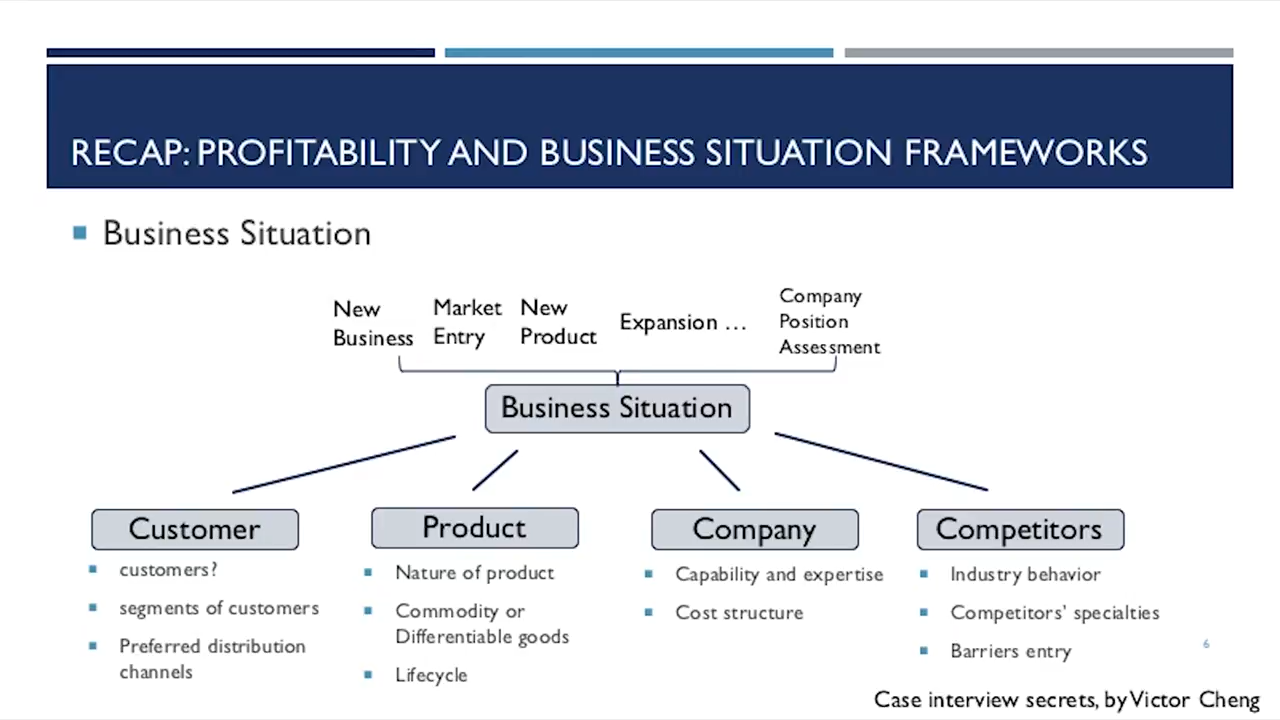 RECAP: PROFITABILITY AND BUSINESS SITUATION FRAMEWORKS
Business Situation
New
Business
Market
Entry
New
Product
Expansion …
Company
Position
Assessment
Business Situation
Customer
customers?
segments of customers
Preferred distribution
channels
Product
Nature of product
Commodity or
Differentiable goods
Lifecycle
Company
Capability and expertise
Cost structure
Competitors
Industry behavior
Competitors' specialties
Barriers entry
6
Case interview secrets, by Victor Cheng